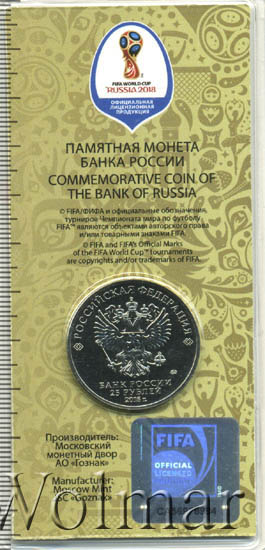 FIFA WORLD CUP
RUSSIA 2018
ОФИЦИАЛЬНАЯ
ЛИЦЕНЗИОННАЯ
ПРОДУКЦИЯ
ПАМЯТНАЯ МОНЕТА
БАНКА РОССИИ
COMMEMORATIVE COIN OF
THE BANK OF RUSSIA
© FIFA/ФИФА и официальные обозначения
турниров Чемпионата мира по футболу
FIFA™ являются объектами авторского права
и/или товарными знаками FIFA.
© FIFA and FIFA's Official Marks
of the FIFA World Cup™ tournaments
are copyrights and/or trademarks of FIFA.
РОССИЙСКАЯ ФЕДЕРАЦИЯ
БАНК РОССИИ
25 РУБЛЕЙ
2018 г.
Производитель:
Московский
монетный двор
АО «Гознак»
Manufacturer:
Moscow Mint
JSC «Goznak»
FIFA
OFFICIAL
LICENSED
Wolmar